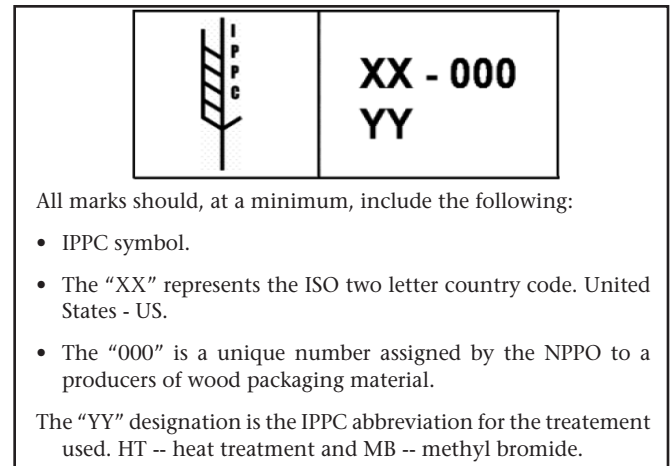 I
P
P
C
XX - 000
YY
All marks should, at a minimum, include the following:
• IPPC symbol.
• The “XX” represents the ISO two letter country code. United
States - US.
• The “000” is a unique number assigned by the NPPO to a
producers of wood packaging material.
The “YY” designation is the IPPC abbreviation for the treatement
used. HT -- heat treatment and MB -- methyl bromide.